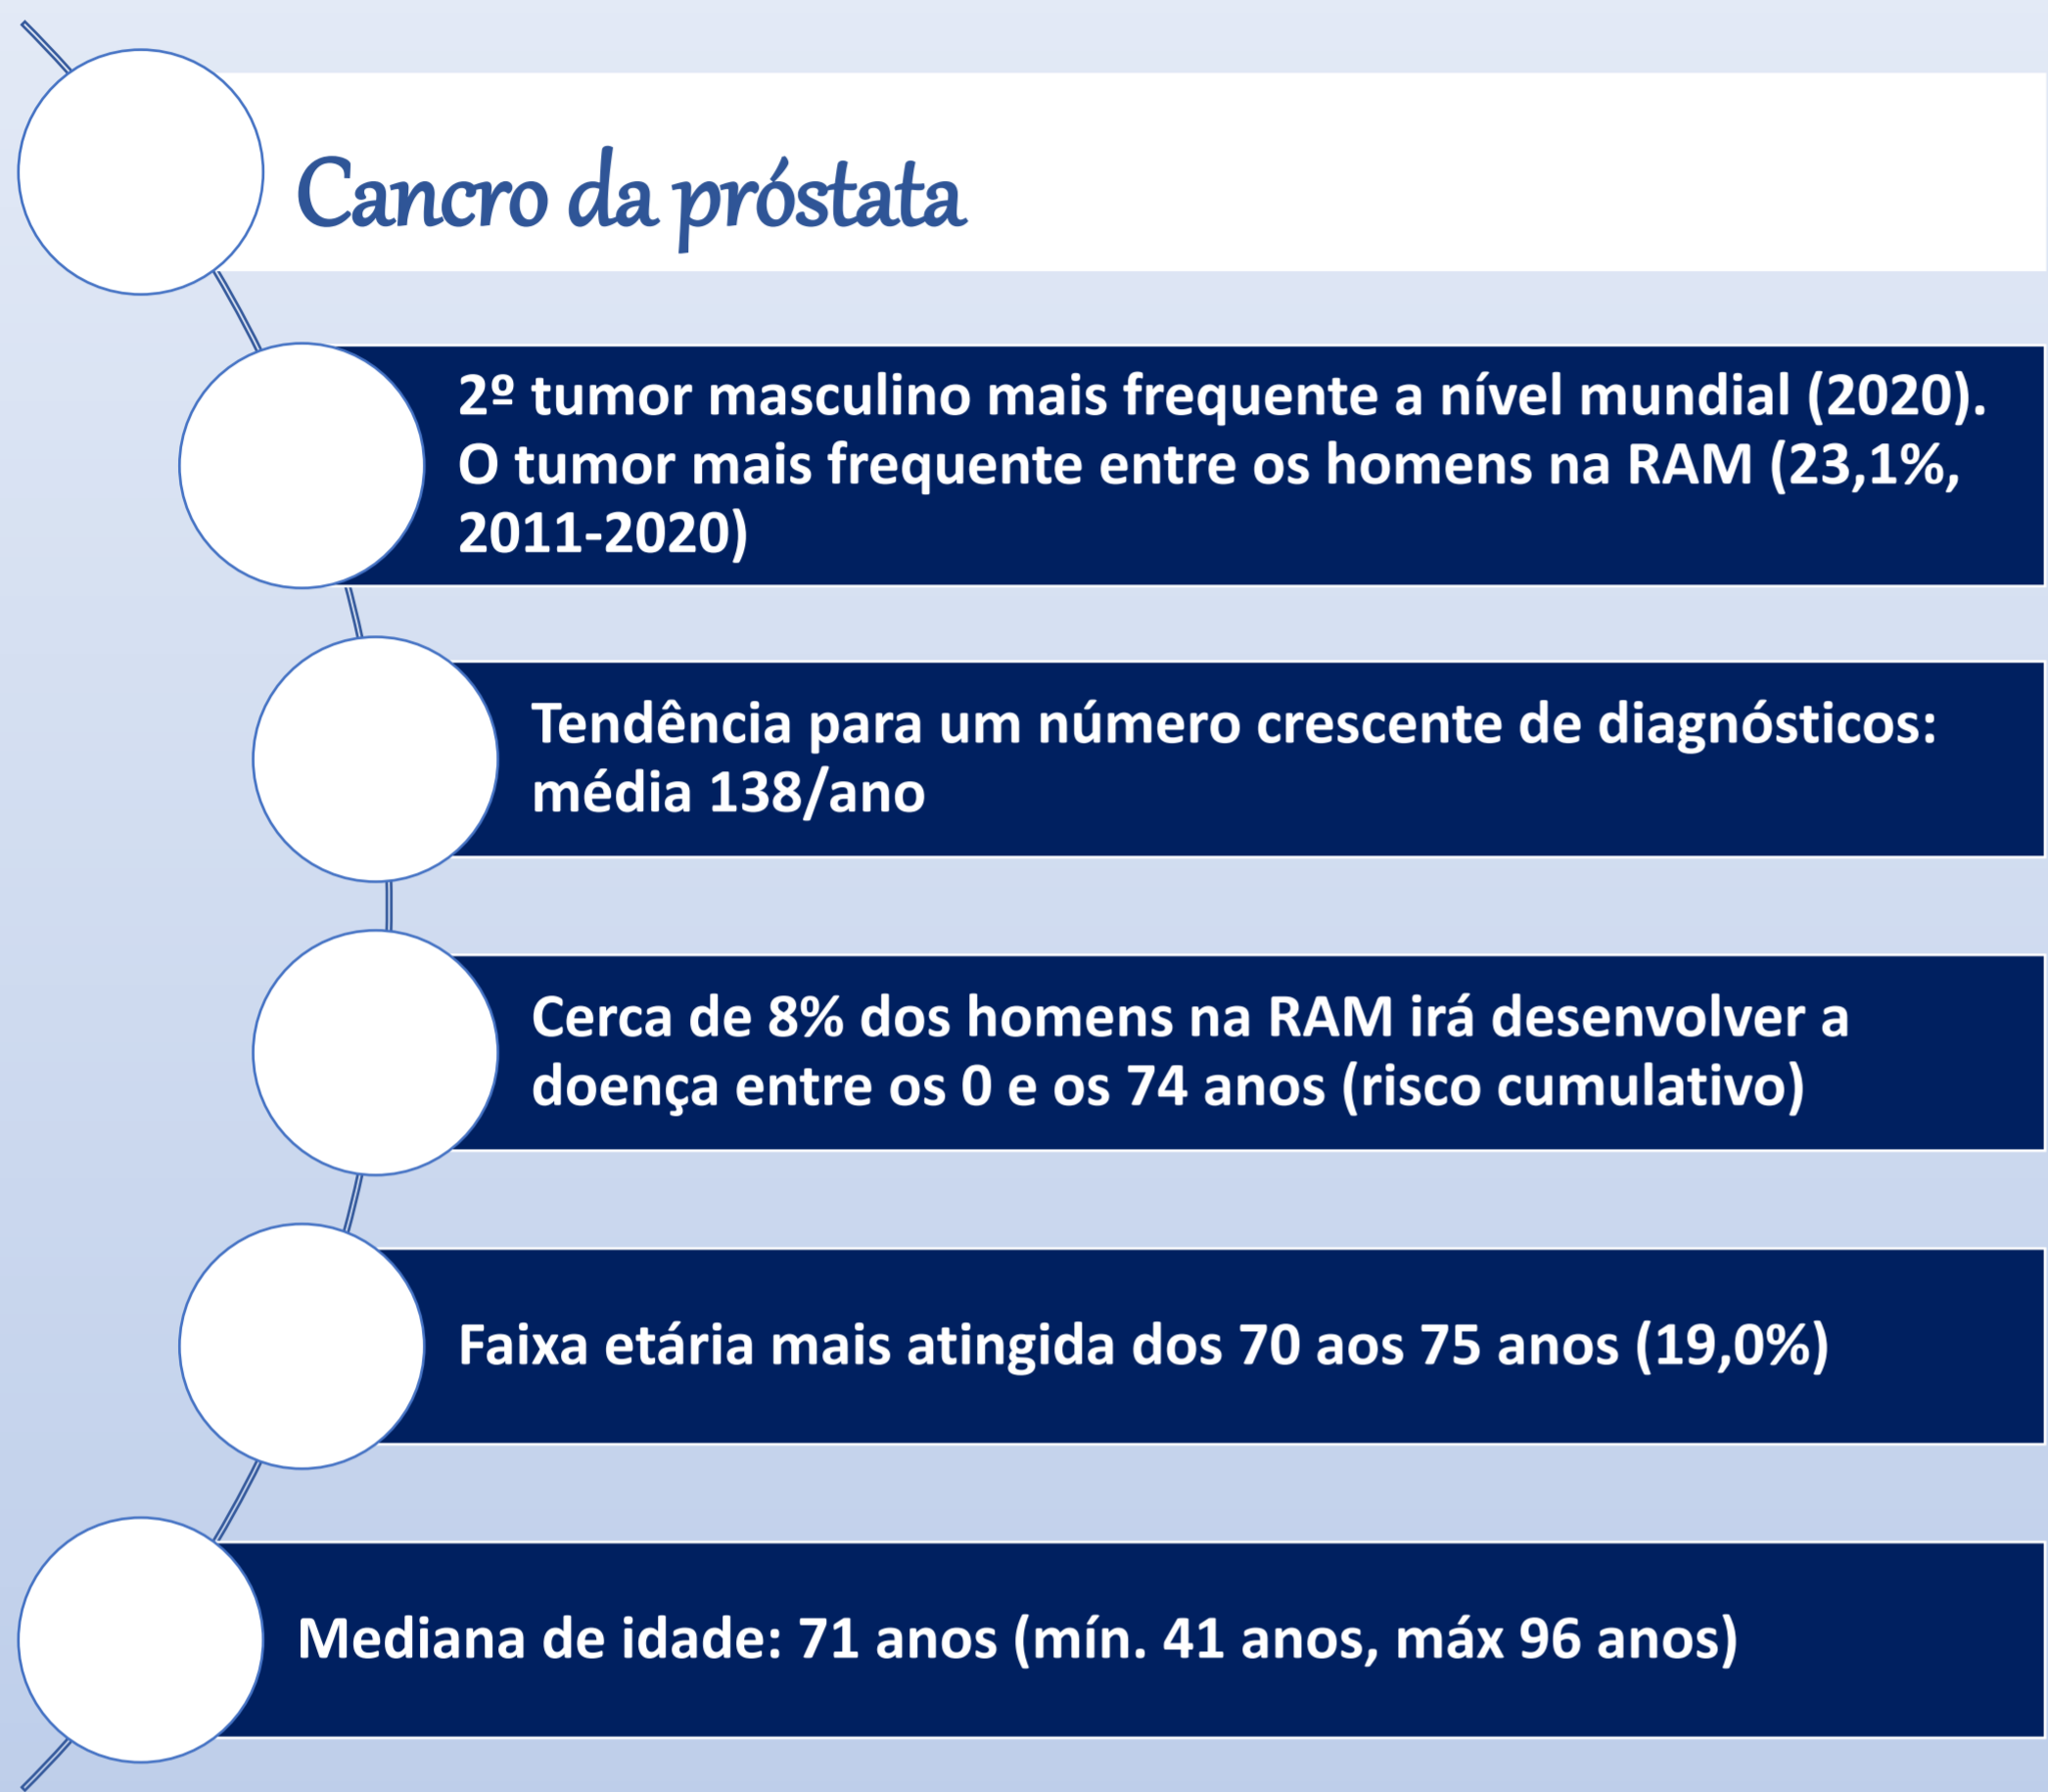 Cancro da próstata
2º tumor masculino mais frequente a nível mundial (2020).
O tumor mais frequente entre os homens na RAM (23,1%,
2011-2020)
Tendência para um número crescente de diagnósticos:
média 138/ano
Cerca de 8% dos homens na RAM irá desenvolver a
doença entre os 0 e os 74 anos (risco cumulativo)
Faixa etária mais atingida dos 70 aos 75 anos (19,0%)
Mediana de idade: 71 anos (mín. 41 anos, máx 96 anos)